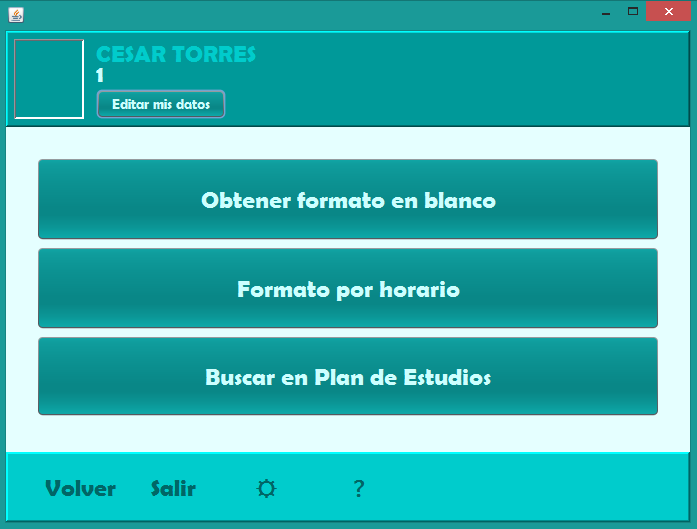 CESAR TORRES
1
Editar mis datos
Obtener formato en blanco
Formato por horario
Buscar en Plan de Estudios
Volver Salir ?